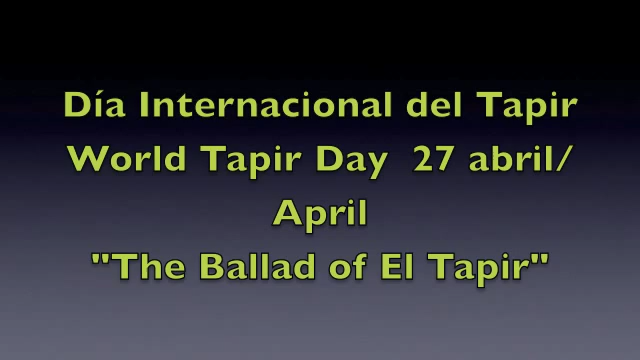 Día Internacional del Tapir
World Tapir Day  27 abril/
April
"The Ballad of El Tapir"